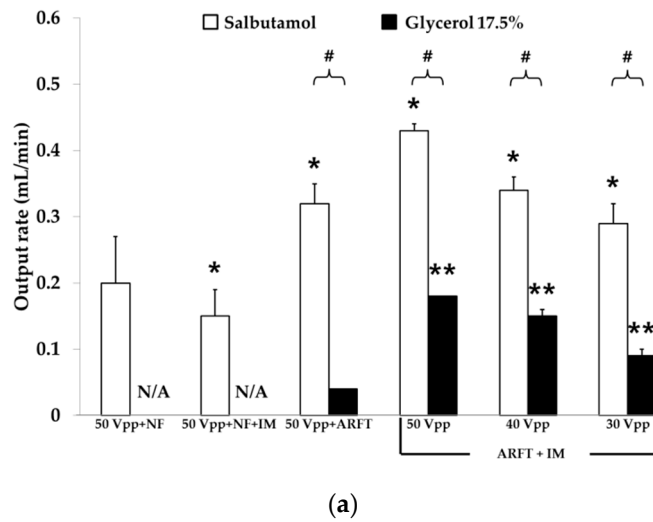 Salbutamol Glycerol 17.5%
Output rate (mL/min)
0.6
0.5
0.4
0.3
0.2
0.1
0
# # # #
* * * * *
** ** **
N/A N/A
50 Vpp+NF 50 Vpp+NF+IM 50 Vpp+ARFT 50 Vpp 40 Vpp 30 Vpp
ARFT + IM
(a)